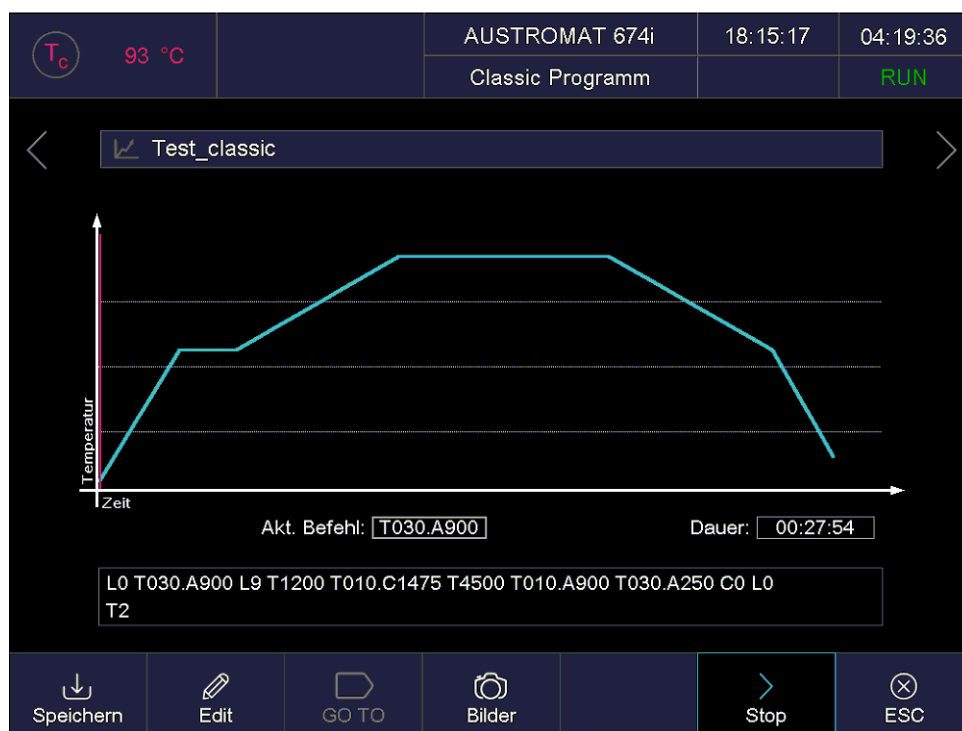 Tc 93 °C
AUSTROMAT 674i
18:15:17
04:19:36
Classic Programm
RUN
Test_classic
Temperatur
Zeit
Akt. Befehl: T030.A900
Dauer: 00:27:54
L0 T030.A900 L9 T1200 T010.C1475 T4500 T010.A900 T030.A250 C0 L0
T2
Speichern
Edit
GO TO
Bilder
Stop
ESC